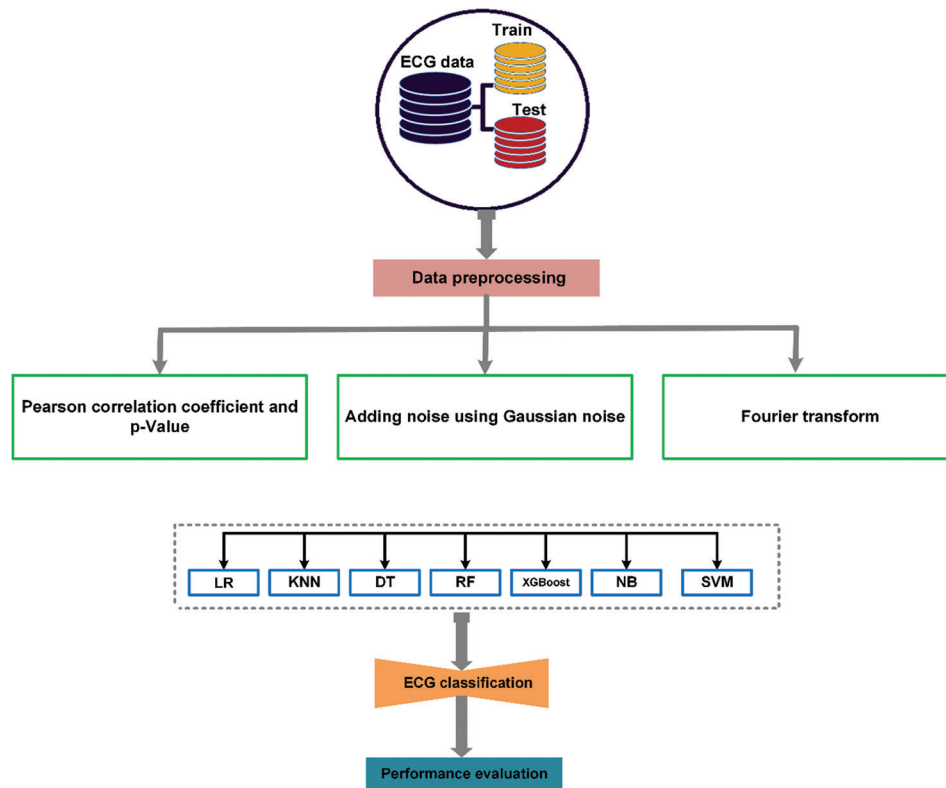 Train
ECG data
Test
Data preprocessing
Pearson correlation coefficient and
p-Value
Adding noise using Gaussian noise
Fourier transform
LR
KNN
DT
RF
XGBoost
NB
SVM
ECG classification
Performance evaluation